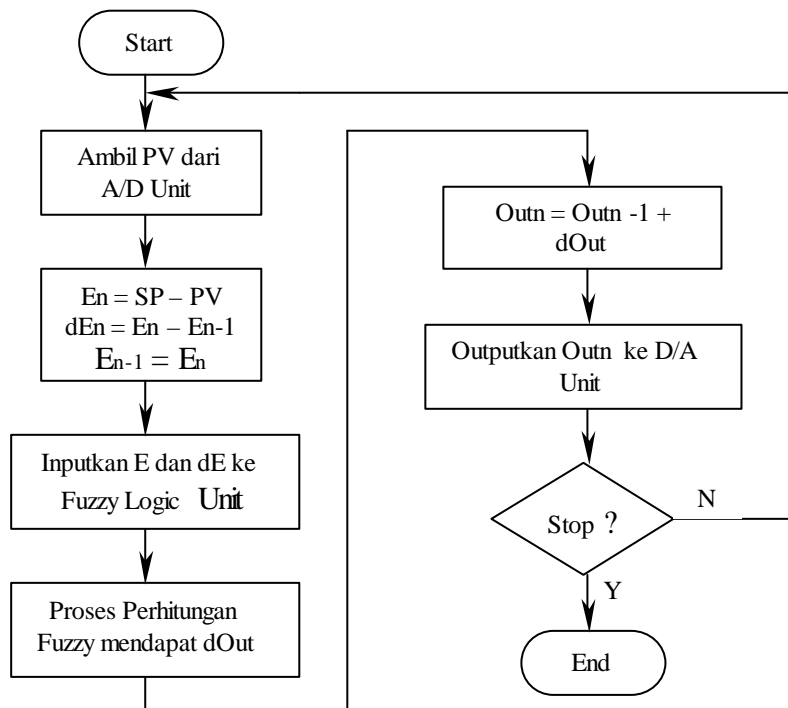 Start
Ambil PV dari
A/D Unit
En = SP – PV
dEn = En – En-1
En-1 = En
Inputkan E dan dE ke
Fuzzy Logic Unit
Proses Perhitungan
Fuzzy mendapat dOut
Outn = Outn -1 +
dOut
Outputkan Outn ke D/A
Unit
Stop ?
N
Y
End